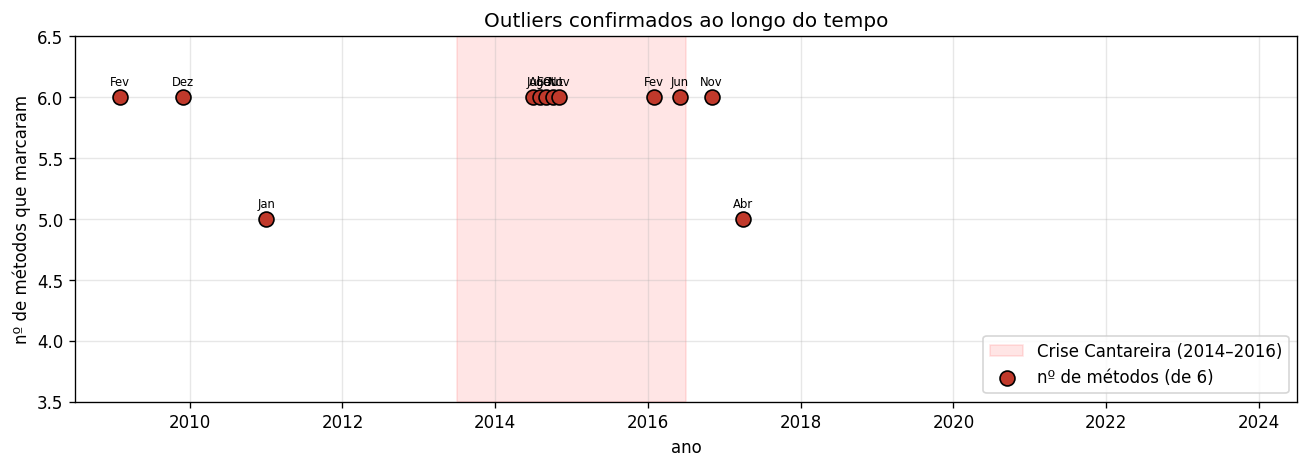 Outliers confirmados ao longo do tempo
nº de métodos que marcaram
6.5
6.0
5.5
5.0
4.5
4.0
3.5
Fev
Dez
Jan
Nov
Fev
Jun
Nov
Abr
Crise Cantareira (2014–2016)
nº de métodos (de 6)
2010
2012
2014
2016
2018
2020
2022
2024
ano